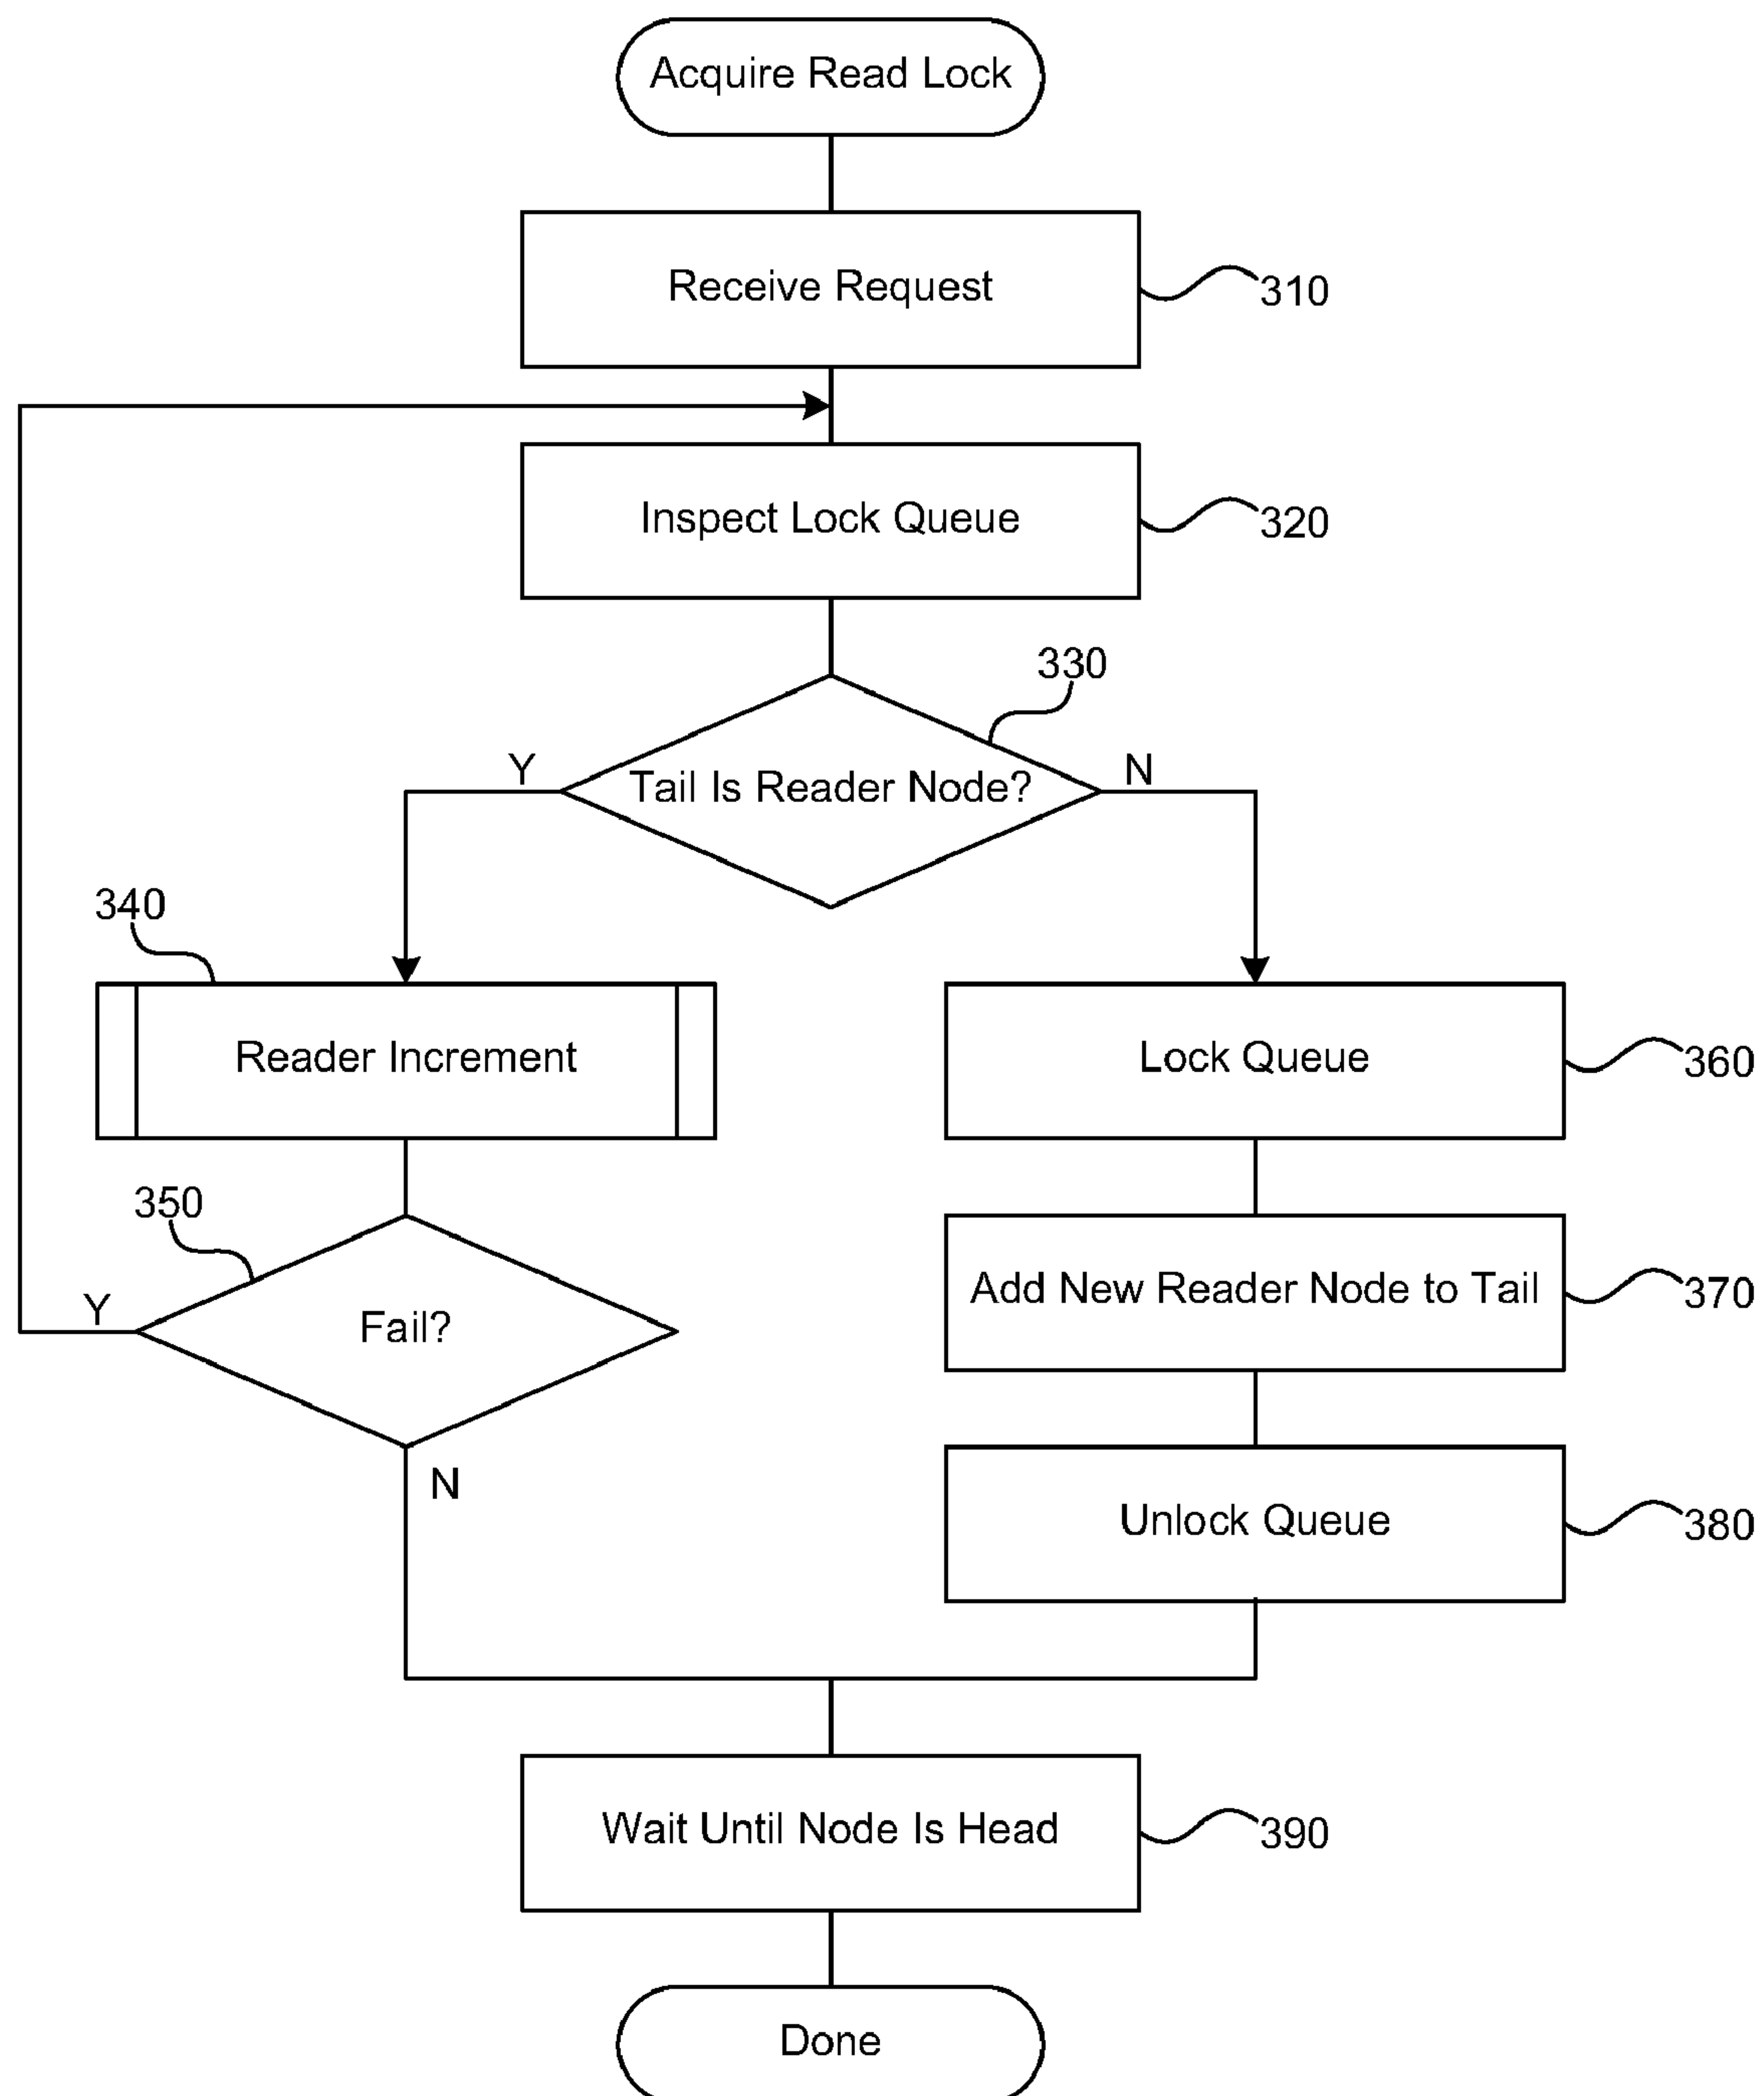 Acquire Read Lock
Receive Request
310
Inspect Lock Queue
320
330
Y
Tail Is Reader Node?
N
340
Reader Increment
Lock Queue
360
350
Y
Fail?
Add New Reader Node to Tail
370
N
Unlock Queue
380
Wait Until Node Is Head
390
Done